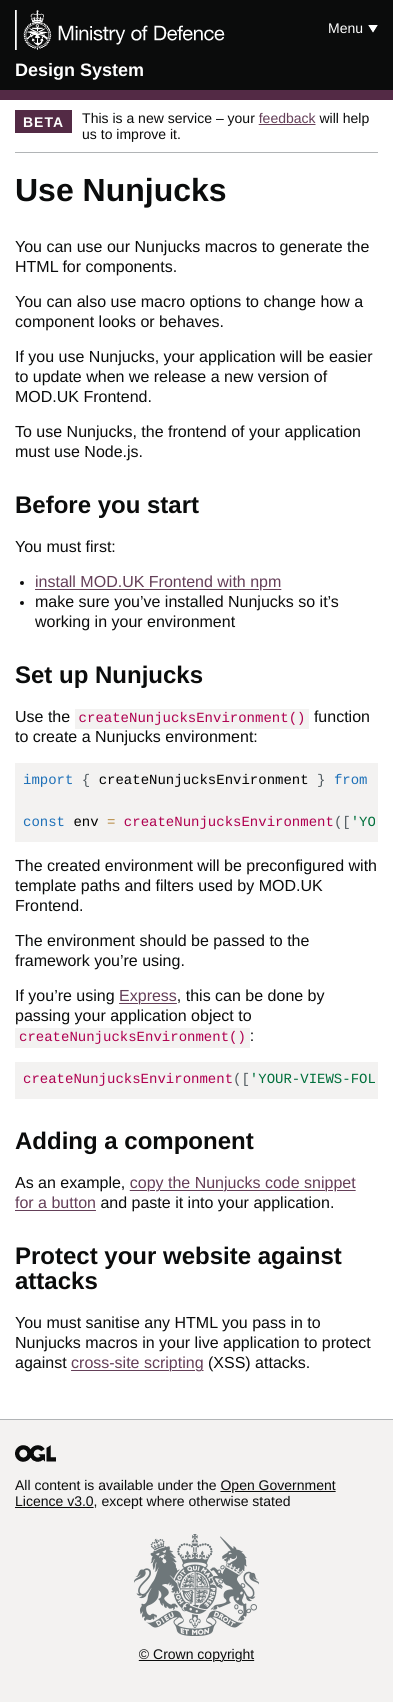 Ministry of Defence
Menu ▼
Design System
BETA
This is a new service – your feedback will help
us to improve it.
Use Nunjucks
You can use our Nunjucks macros to generate the
HTML for components.
You can also use macro options to change how a
component looks or behaves.
If you use Nunjucks, your application will be easier
to update when we release a new version of
MOD.UK Frontend.
To use Nunjucks, the frontend of your application
must use Node.js.
Before you start
You must first:
• install MOD.UK Frontend with npm
• make sure you’ve installed Nunjucks so it’s
working in your environment
Set up Nunjucks
Use the createNunjucksEnvironment() function
to create a Nunjucks environment:
import { createNunjucksEnvironment } from
const env = createNunjucksEnvironment(['YO
The created environment will be preconfigured with
template paths and filters used by MOD.UK
Frontend.
The environment should be passed to the
framework you’re using.
If you’re using Express, this can be done by
passing your application object to
createNunjucksEnvironment():
createNunjucksEnvironment(['YOUR-VIEWS-FOL
Adding a component
As an example, copy the Nunjucks code snippet
for a button and paste it into your application.
Protect your website against
attacks
You must sanitise any HTML you pass in to
Nunjucks macros in your live application to protect
against cross-site scripting (XSS) attacks.
OGL
All content is available under the Open Government
Licence v3.0, except where otherwise stated
DIEU ET MON DROIT
© Crown copyright